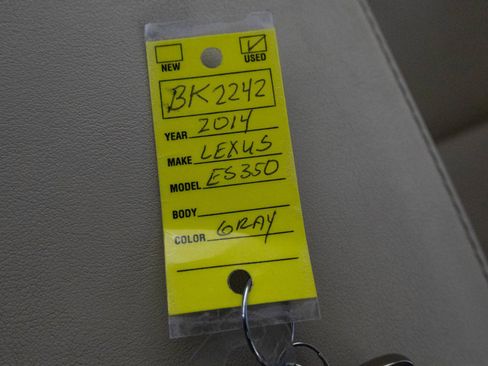 NEW USED
BK2242
YEAR 2014
MAKE LEXUS
MODEL ES350
BODY
COLOR GRAY